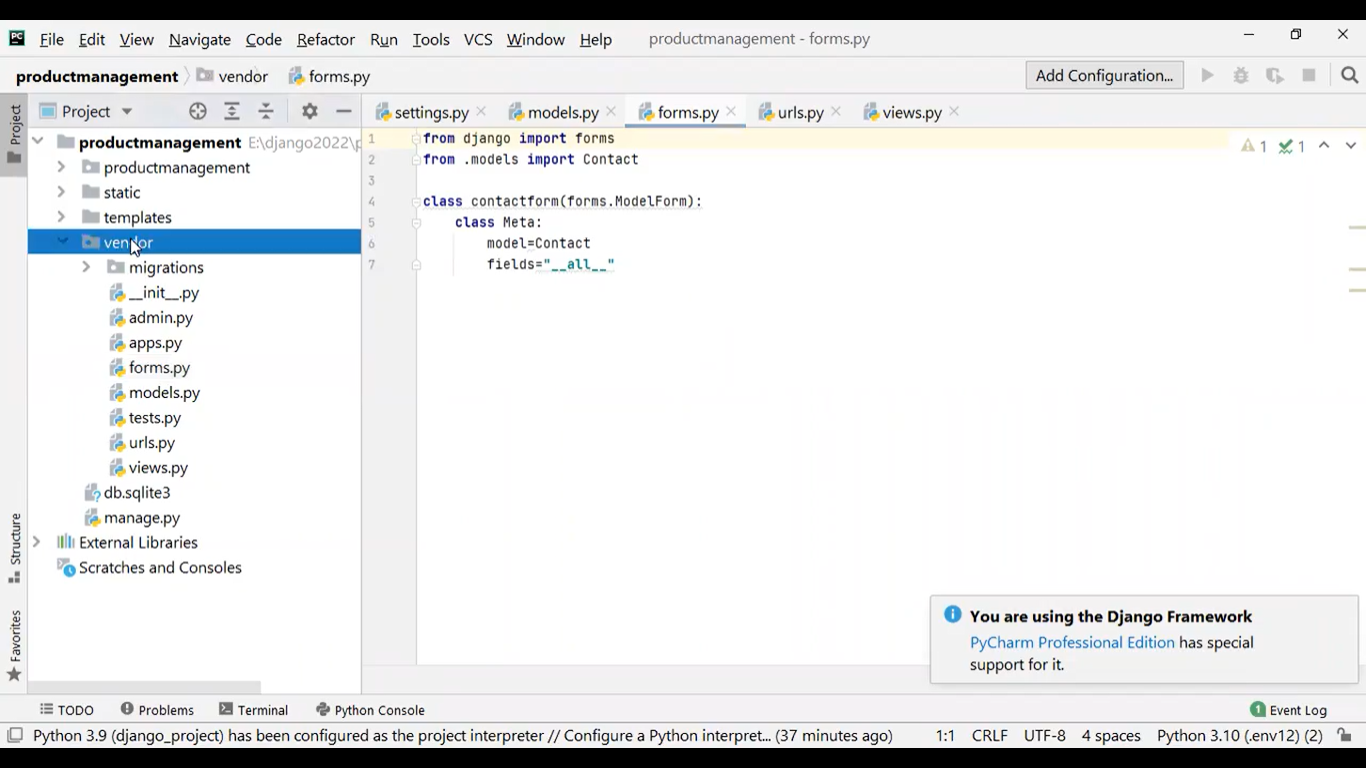 PC File Edit View Navigate Code Refactor Run Tools VCS Window Help productmanagement - forms.py
productmanagement vendor forms.py Add Configuration...
Project settings.py models.py forms.py urls.py views.py
Project
productmanagement E:\django2022\p
productmanagement
static
templates
vendor
migrations
__init__.py
admin.py
apps.py
forms.py
models.py
tests.py
urls.py
views.py
db.sqlite3
manage.py
External Libraries
Scratches and Consoles
Structure
Favorites
1 from django import forms
2 from .models import Contact
3
4 class contactform(forms.ModelForm):
5 class Meta:
6 model=Contact
7 fields="__all__"
1 1
You are using the Django Framework
PyCharm Professional Edition has special
support for it.
TODO Problems Terminal Python Console 1 Event Log
Python 3.9 (django_project) has been configured as the project interpreter // Configure a Python interpret... (37 minutes ago) 1:1 CRLF UTF-8 4 spaces Python 3.10 (.env12) (2)